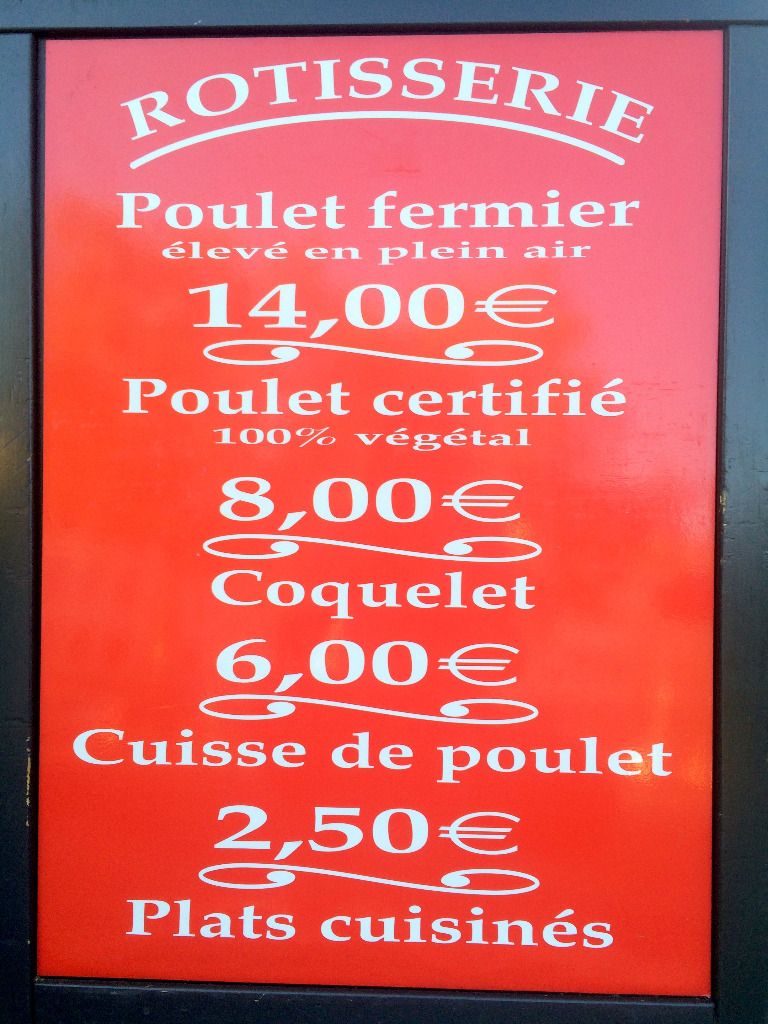 ROTISSERIE
Poulet fermier
élevé en plein air
14,00€
Poulet certifié
100% végétal
8,00€
Coquelet
6,00€
Cuisse de poulet
2,50€
Plats cuisinés